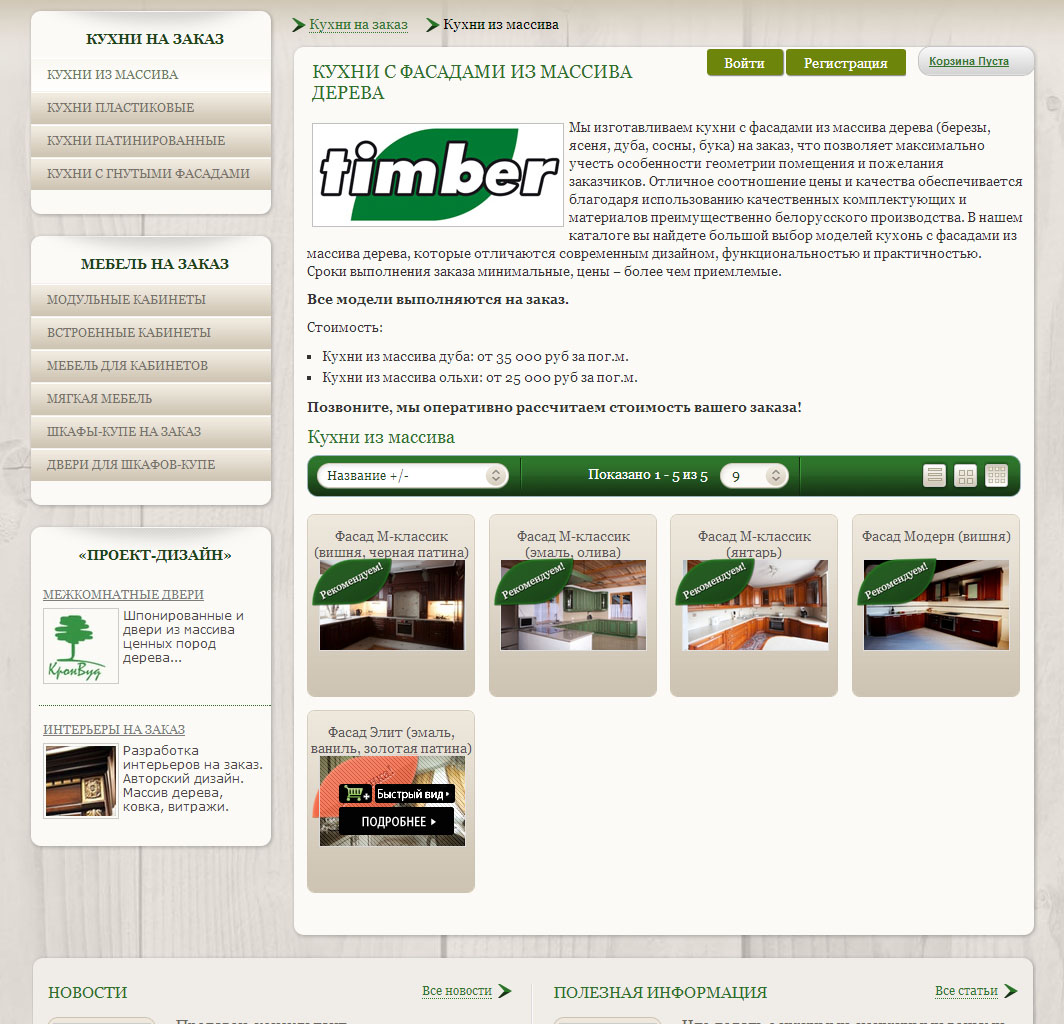 КУХНИ НА ЗАКАЗ
КУХНИ ИЗ МАССИВА
КУХНИ ПЛАСТИКОВЫЕ
КУХНИ ПАТИНИРОВАННЫЕ
КУХНИ С ГНУТЫМИ ФАСАДАМИ
МЕБЕЛЬ НА ЗАКАЗ
МОДУЛЬНЫЕ КАБИНЕТЫ
ВСТРОЕННЫЕ КАБИНЕТЫ
МЕБЕЛЬ ДЛЯ КАБИНЕТОВ
МЯГКАЯ МЕБЕЛЬ
ШКАФЫ-КУПЕ НА ЗАКАЗ
ДВЕРИ ДЛЯ ШКАФОВ-КУПЕ
«ПРОЕКТ-ДИЗАЙН»
МЕЖКОМНАТНЫЕ ДВЕРИ
КронВуд
Шпонированные и
двери из массива
ценных пород
дерева...
ИНТЕРЬЕРЫ НА ЗАКАЗ
Разработка
интерьеров на заказ.
Авторский дизайн.
Массив дерева,
ковка, витражи.
Кухни на заказ Кухни из массива
Войти Регистрация Корзина Пуста
КУХНИ С ФАСАДАМИ ИЗ МАССИВА
ДЕРЕВА
timber
Мы изготавливаем кухни с фасадами из массива дерева (березы,
ясеня, дуба, сосны, бука) на заказ, что позволяет максимально
учесть особенности геометрии помещения и пожелания
заказчиков. Отличное соотношение цены и качества обеспечивается
благодаря использованию качественных комплектующих и
материалов преимущественно белорусского производства. В нашем
каталоге вы найдете большой выбор моделей кухонь с фасадами из
массива дерева, которые отличаются современным дизайном, функциональностью и практичностью.
Сроки выполнения заказа минимальные, цены – более чем приемлемые.
Все модели выполняются на заказ.
Стоимость:
Кухни из массива дуба: от 35 000 руб за пог.м.
Кухни из массива ольхи: от 25 000 руб за пог.м.
Позвоните, мы оперативно рассчитаем стоимость вашего заказа!
Кухни из массива
Название +/- Показано 1 - 5 из 5 9
Фасад М-классик
(вишня, черная патина)
Рекомендуем!
Фасад М-классик
(эмаль, олива)
Рекомендуем!
Фасад М-классик
(янтарь)
Рекомендуем!
Фасад Модерн (вишня)
Рекомендуем!
Фасад Элит (эмаль,
ваниль, золотая патина)
Быстрый вид
ПОДРОБНЕЕ
НОВОСТИ Все новости
ПОЛЕЗНАЯ ИНФОРМАЦИЯ Все статьи